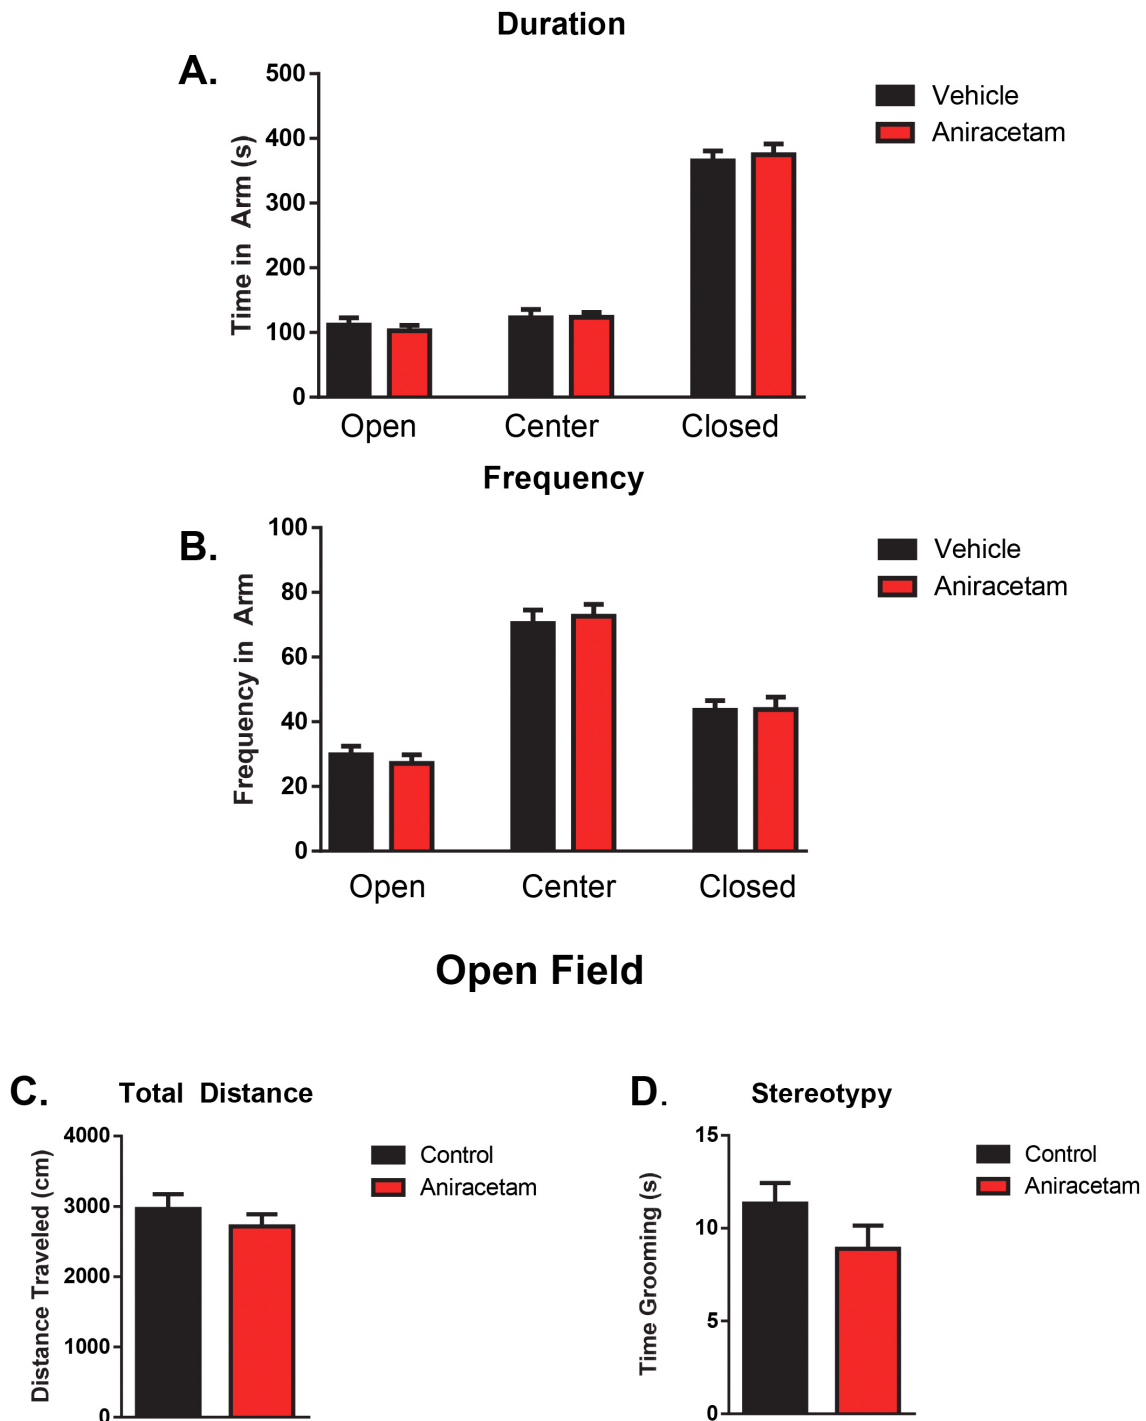 Duration
A.
500
400
300
200
100
0
Time in Arm (s)
Vehicle
Aniracetam
Open Center Closed
Frequency
B.
100
80
60
40
20
0
Frequency in Arm
Vehicle
Aniracetam
Open Center Closed
Open Field
C. Total Distance
4000
3000
2000
1000
0
Distance Traveled (cm)
Control
Aniracetam
D. Stereotypy
15
10
5
0
Time Grooming (s)
Control
Aniracetam